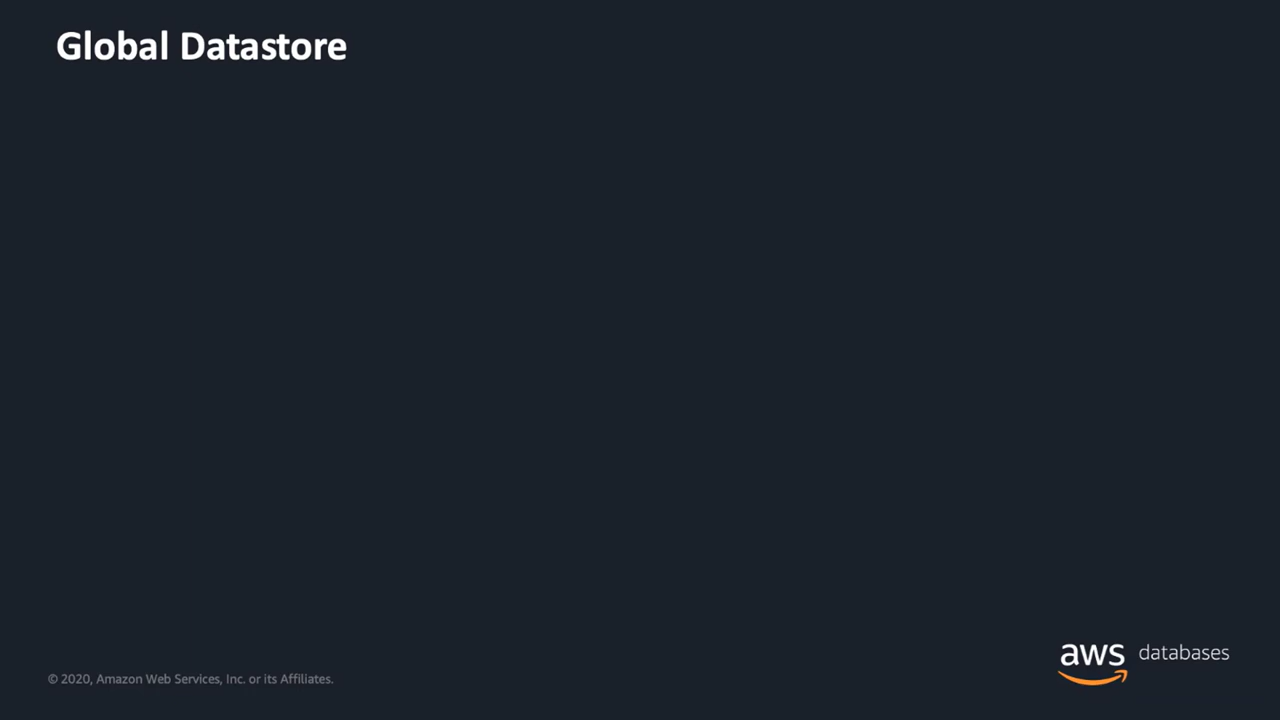 Global Datastore
aws databases
© 2020, Amazon Web Services, Inc. or its Affiliates.